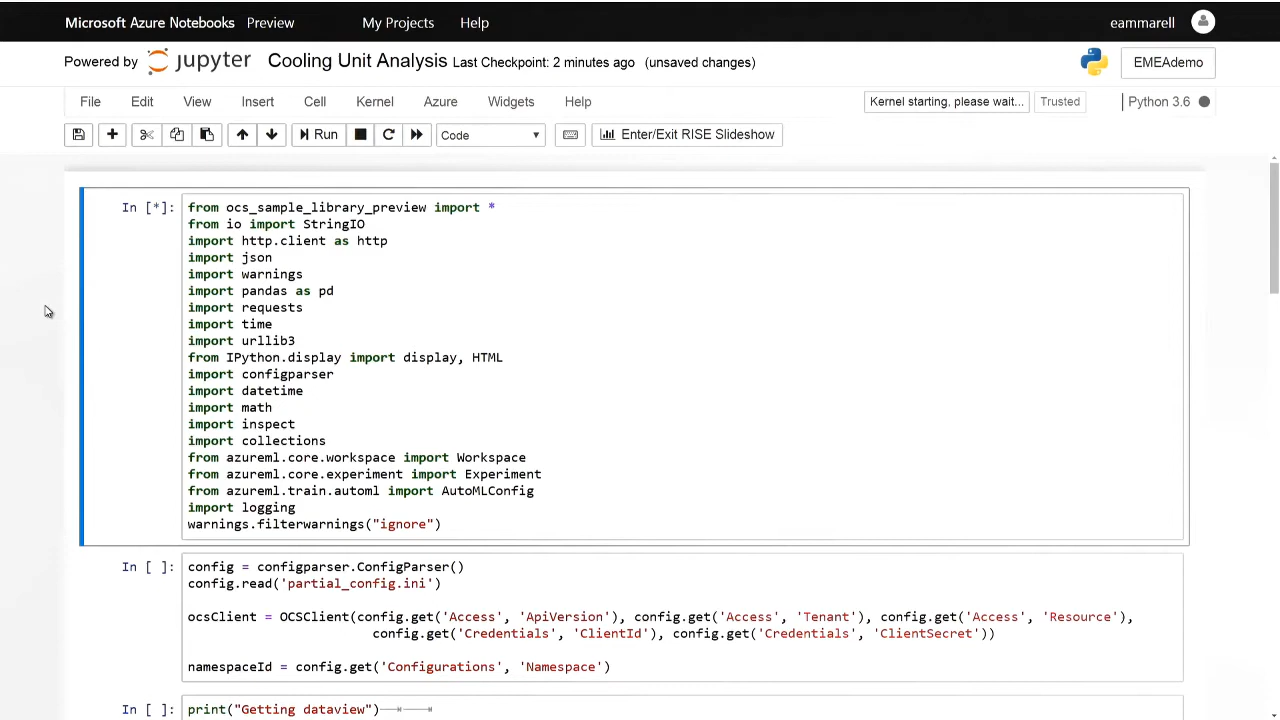 Microsoft Azure Notebooks Preview My Projects Help eammarell
Powered by jupyter Cooling Unit Analysis Last Checkpoint: 2 minutes ago (unsaved changes) EMEAdemo
File Edit View Insert Cell Kernel Azure Widgets Help Kernel starting, please wait... Trusted Python 3.6
Run Code Enter/Exit RISE Slideshow
In [*]: from ocs_sample_library_preview import *
from io import StringIO
import http.client as http
import json
import warnings
import pandas as pd
import requests
import time
import urllib3
from IPython.display import display, HTML
import configparser
import datetime
import math
import inspect
import collections
from azureml.core.workspace import Workspace
from azureml.core.experiment import Experiment
from azureml.train.automl import AutoMLConfig
import logging
warnings.filterwarnings("ignore")
In [ ]: config = configparser.ConfigParser()
config.read('partial_config.ini')
ocsClient = OCSClient(config.get('Access', 'ApiVersion'), config.get('Access', 'Tenant'), config.get('Access', 'Resource'),
config.get('Credentials', 'ClientId'), config.get('Credentials', 'ClientSecret'))
namespaceId = config.get('Configurations', 'Namespace')
In [ ]: print("Getting dataview")